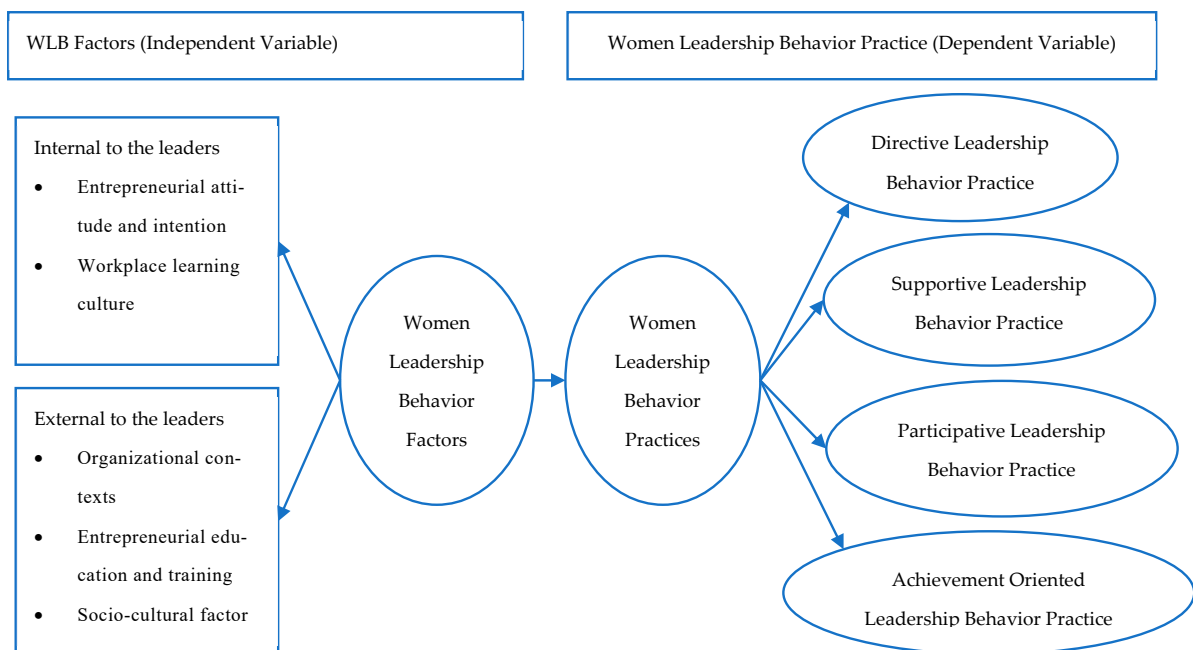 WLB Factors (Independent Variable)
Women Leadership Behavior Practice (Dependent Variable)
Internal to the leaders
• Entrepreneurial atti-
tude and intention
• Workplace learning
culture
External to the leaders
• Organizational con-
texts
• Entrepreneurial edu-
cation and training
• Socio-cultural factor
Women
Leadership
Behavior
Factors
Women
Leadership
Behavior
Practices
Directive Leadership
Behavior Practice
Supportive Leadership
Behavior Practice
Participative Leadership
Behavior Practice
Achievement Oriented
Leadership Behavior Practice